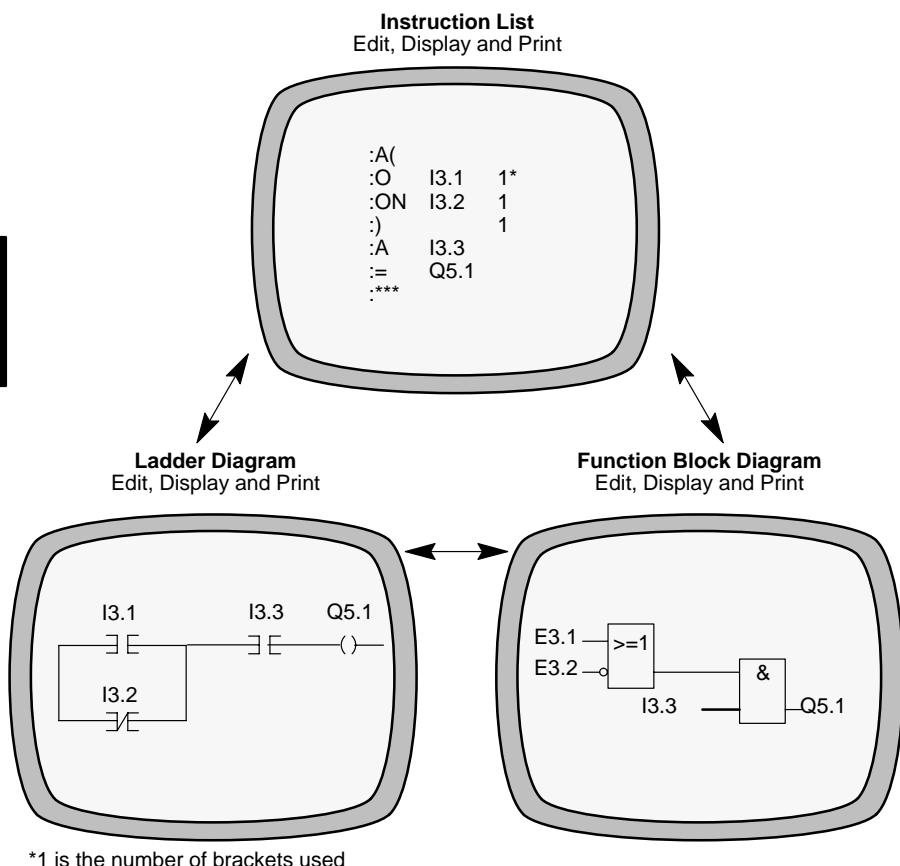 Instruction List
Edit, Display and Print
:A(
:O I3.1 1*
:ON I3.2 1
:) 1
:A I3.3
:= Q5.1
:***
Ladder Diagram
Edit, Display and Print
Function Block Diagram
Edit, Display and Print
I3.1 I3.3 Q5.1
I3.2
E3.1 >=1
E3.2
&
I3.3 Q5.1
*1 is the number of brackets used